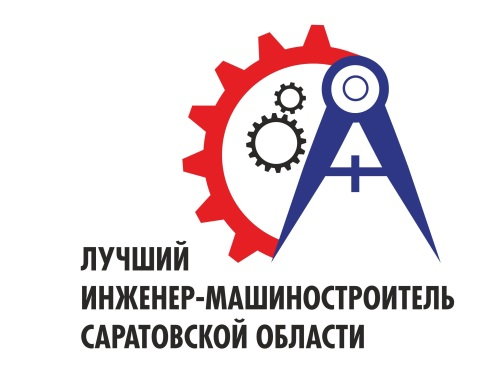 ЛУЧШИЙ
ИНЖЕНЕР-МАШИНОСТРОИТЕЛЬ
САРАТОВСКОЙ ОБЛАСТИ